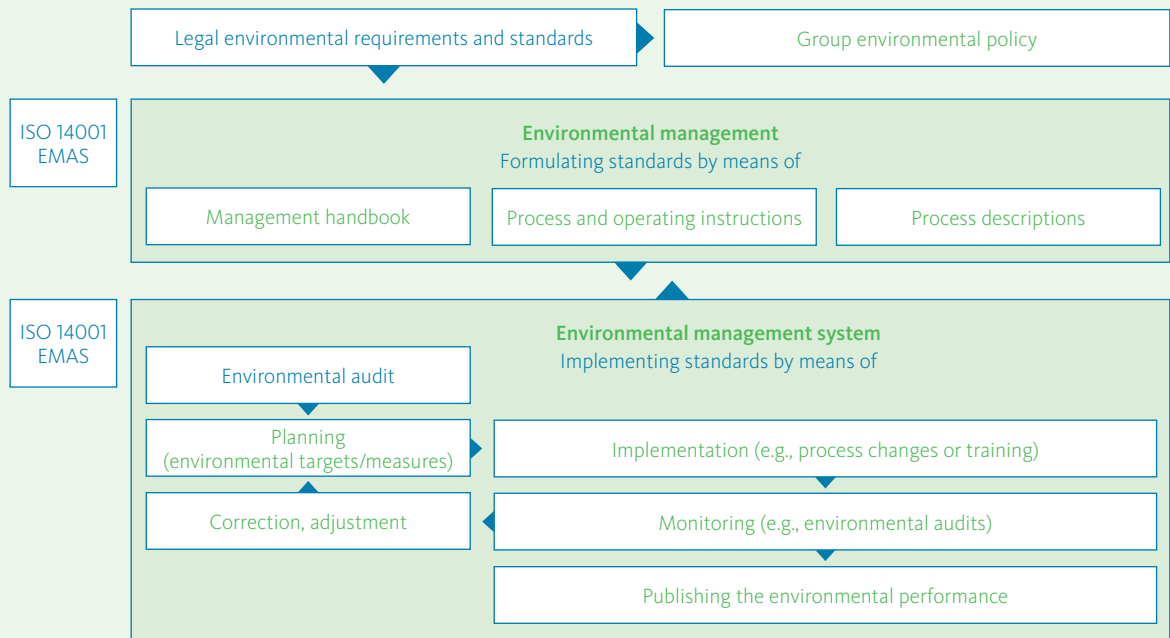 Legal environmental requirements and standards
Group environmental policy
ISO 14001
EMAS
Environmental management
Formulating standards by means of
Management handbook
Process and operating instructions
Process descriptions
ISO 14001
EMAS
Environmental management system
Implementing standards by means of
Environmental audit
Planning
(environmental targets/measures)
Implementation (e.g., process changes or training)
Correction, adjustment
Monitoring (e.g., environmental audits)
Publishing the environmental performance